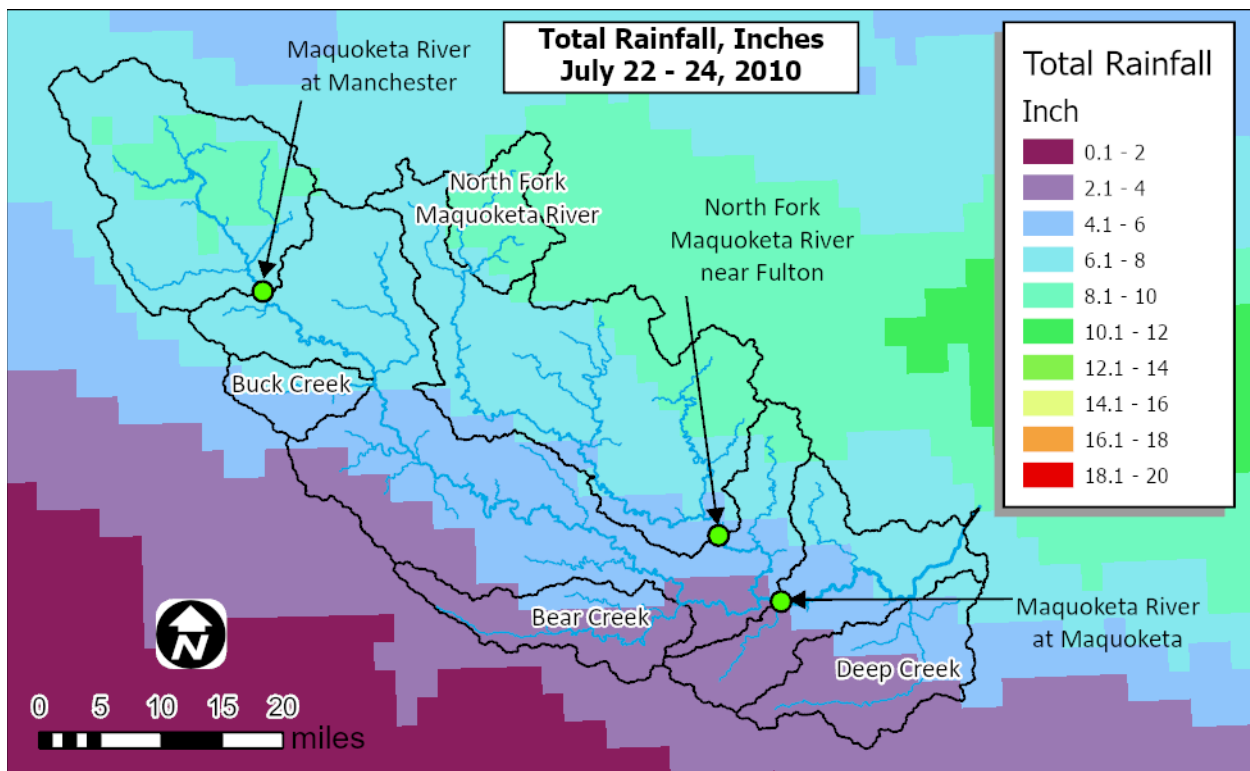 Total Rainfall, Inches
July 22 - 24, 2010
Maquoketa River
at Manchester
North Fork
Maquoketa River
North Fork
Maquoketa River
near Fulton
Buck Creek
Bear Creek
Deep Creek
Maquoketa River
at Maquoketa
N
0 5 10 15 20
miles
Total Rainfall
Inch
0.1 - 2
2.1 - 4
4.1 - 6
6.1 - 8
8.1 - 10
10.1 - 12
12.1 - 14
14.1 - 16
16.1 - 18
18.1 - 20